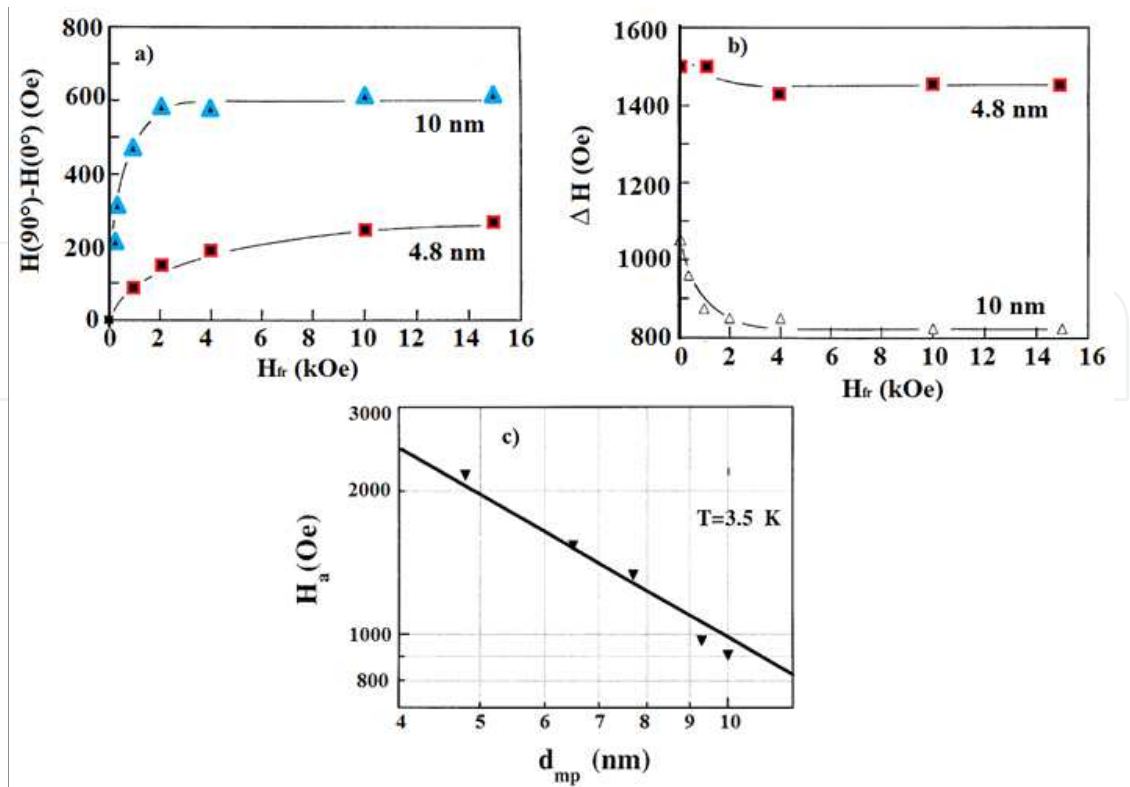 a)
H(90°)-H(0°) (Oe)
800
600
400
200
0
10 nm
4.8 nm
0 2 4 6 8 10 12 14 16
Hfr (kOe)
b)
Δ H (Oe)
1600
1400
1200
1000
800
4.8 nm
10 nm
0 2 4 6 8 10 12 14 16
Hfr (kOe)
c)
Ha (Oe)
3000
2000
1000
800
T=3.5 K
4 5 6 7 8 9 10
dmp (nm)